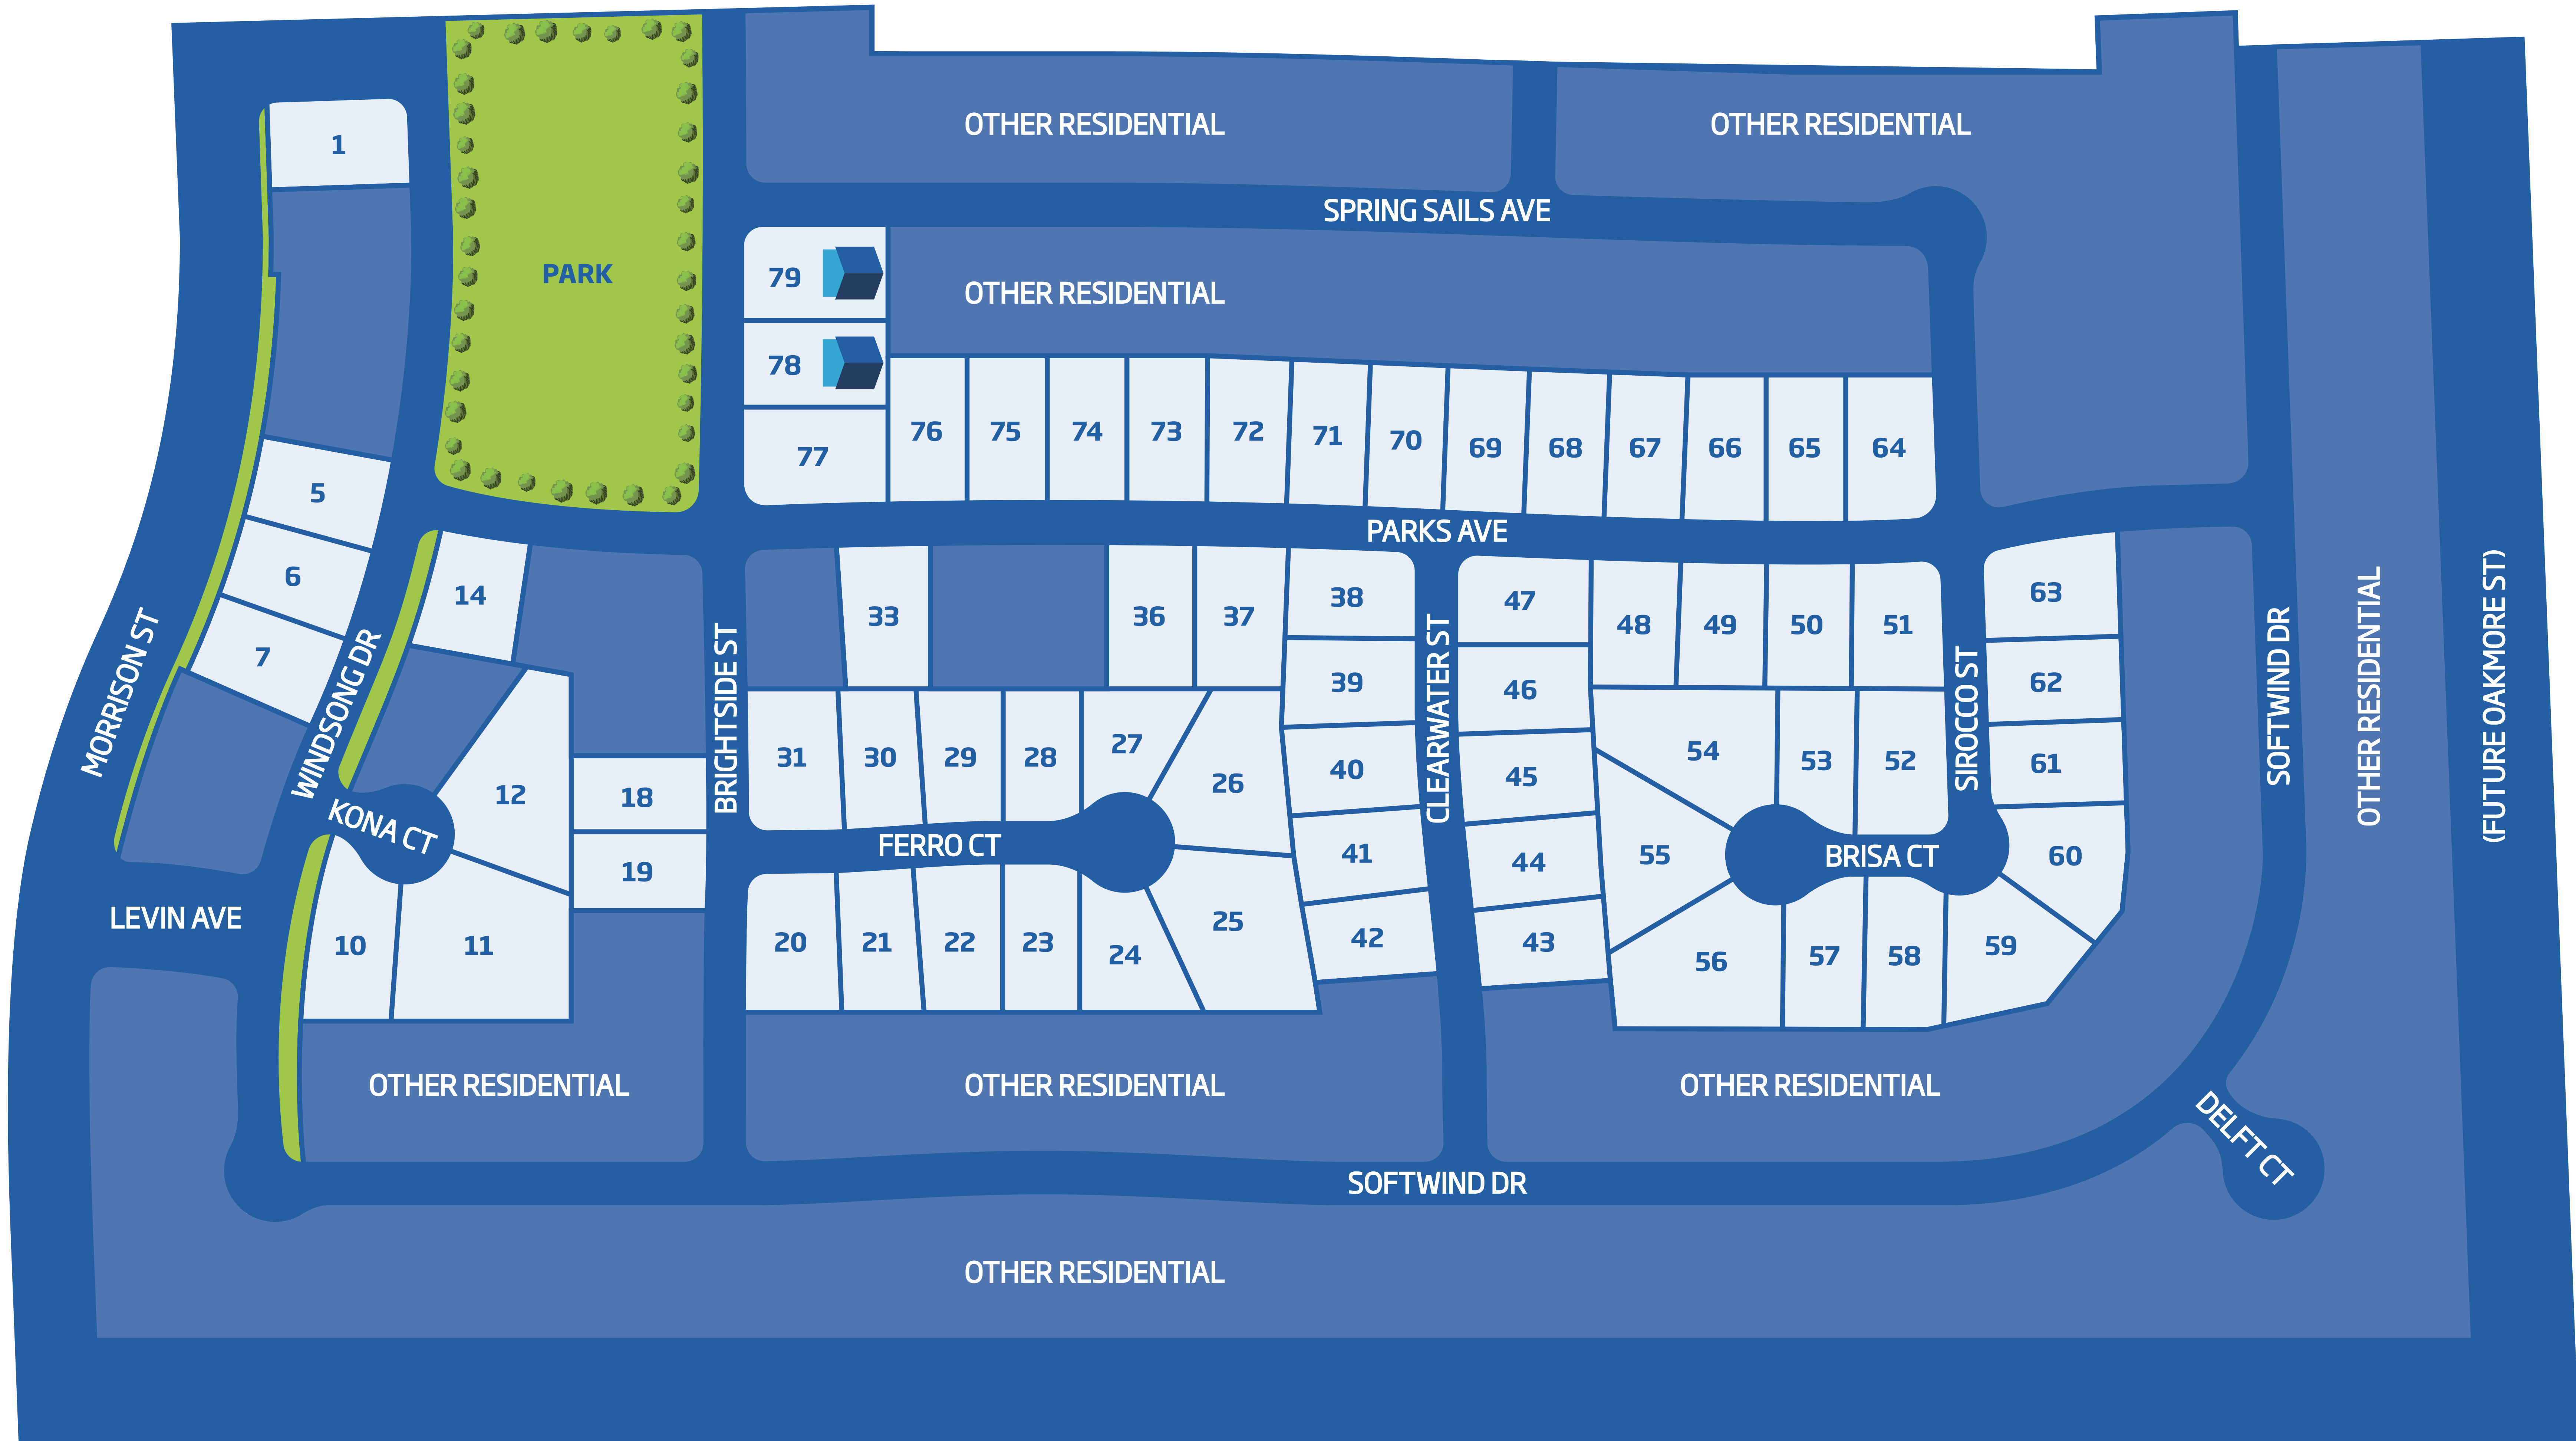 OTHER RESIDENTIAL
OTHER RESIDENTIAL
1
SPRING SAILS AVE
PARK
79
OTHER RESIDENTIAL
78
77
76
75
74
73
72
71
70
69
68
67
66
65
64
PARKS AVE
5
6
7
14
MORRISON ST
WINDSONG DR
BRIGHTSIDE ST
33
36
37
38
39
40
41
42
CLEARWATER ST
47
46
45
44
43
48
49
50
51
SIROCCO ST
63
62
61
60
SOFTWIND DR
OTHER RESIDENTIAL
(FUTURE OAKMORE ST)
12
18
19
KONA CT
31
30
29
28
27
26
FERRO CT
54
53
52
55
BRISA CT
LEVIN AVE
10
11
20
21
22
23
24
25
56
57
58
59
OTHER RESIDENTIAL
OTHER RESIDENTIAL
OTHER RESIDENTIAL
DELFT CT
SOFTWIND DR
OTHER RESIDENTIAL